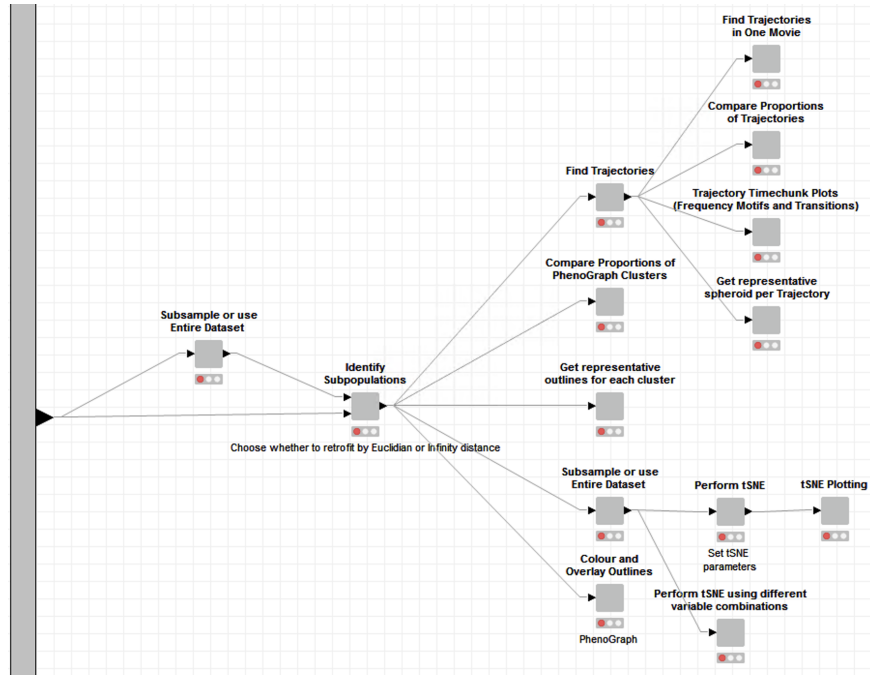 Find Trajectories
in One Movie
Compare Proportions
of Trajectories
Find Trajectories
Trajectory Timechunk Plots
(Frequency Motifs and Transitions)
Compare Proportions of
PhenoGraph Clusters
Get representative
spheroid per Trajectory
Subsample or use
Entire Dataset
Identify
Subpopulations
Choose whether to retrofit by Euclidian or Infinity distance
Get representative
outlines for each cluster
Subsample or use
Entire Dataset
Perform tSNE
Set tSNE
parameters
tSNE Plotting
Colour and
Overlay Outlines
PhenoGraph
Perform tSNE using different
variable combinations